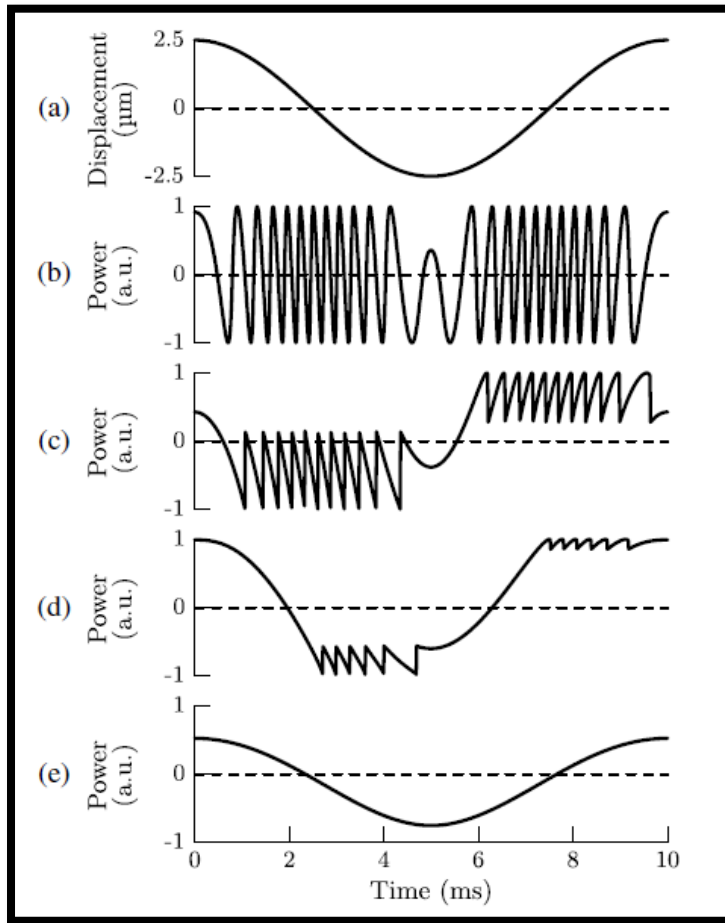 (a)
Displacement
(µm)
2.5
0
-2.5
(b)
Power
(a.u.)
1
0
-1
(c)
Power
(a.u.)
1
0
-1
(d)
Power
(a.u.)
1
0
-1
(e)
Power
(a.u.)
1
0
-1
0 2 4 6 8 10
Time (ms)